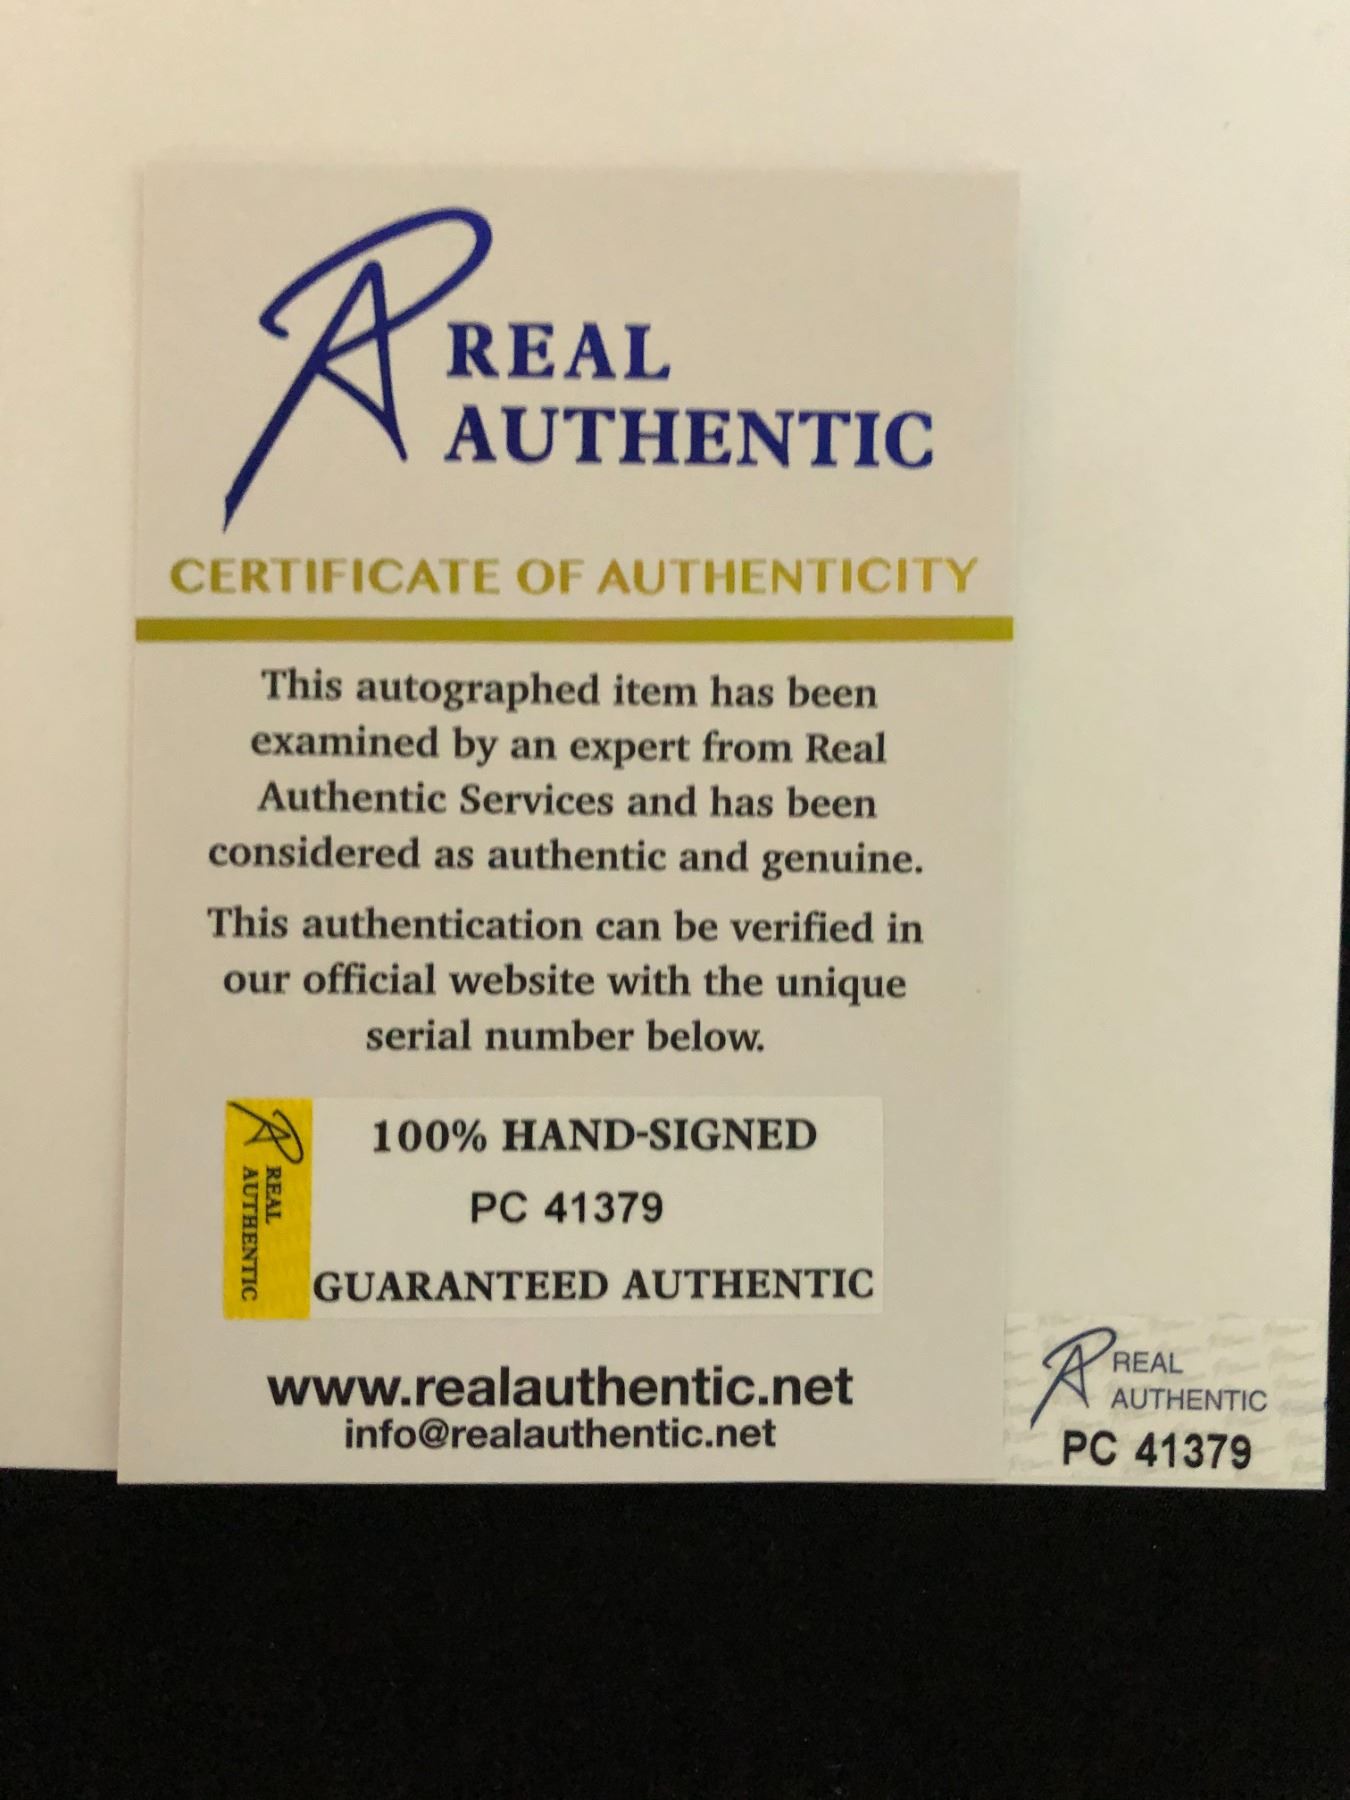 REAL
AUTHENTIC
CERTIFICATE OF AUTHENTICITY
This autographed item has been
examined by an expert from Real
Authentic Services and has been
considered as authentic and genuine.
This authentication can be verified in
our official website with the unique
serial number below.
REAL
AUTHENTIC
100% HAND-SIGNED
PC 41379
GUARANTEED AUTHENTIC
www.realauthentic.net
info@realauthentic.net
REAL
AUTHENTIC
PC 41379